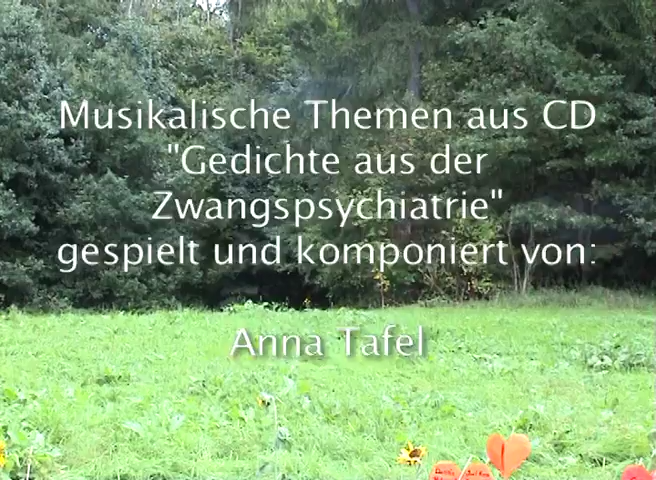 Musikalische Themen aus CD
"Gedichte aus der
Zwangspsychiatrie"
gespielt und komponiert von:
Anna Tafel